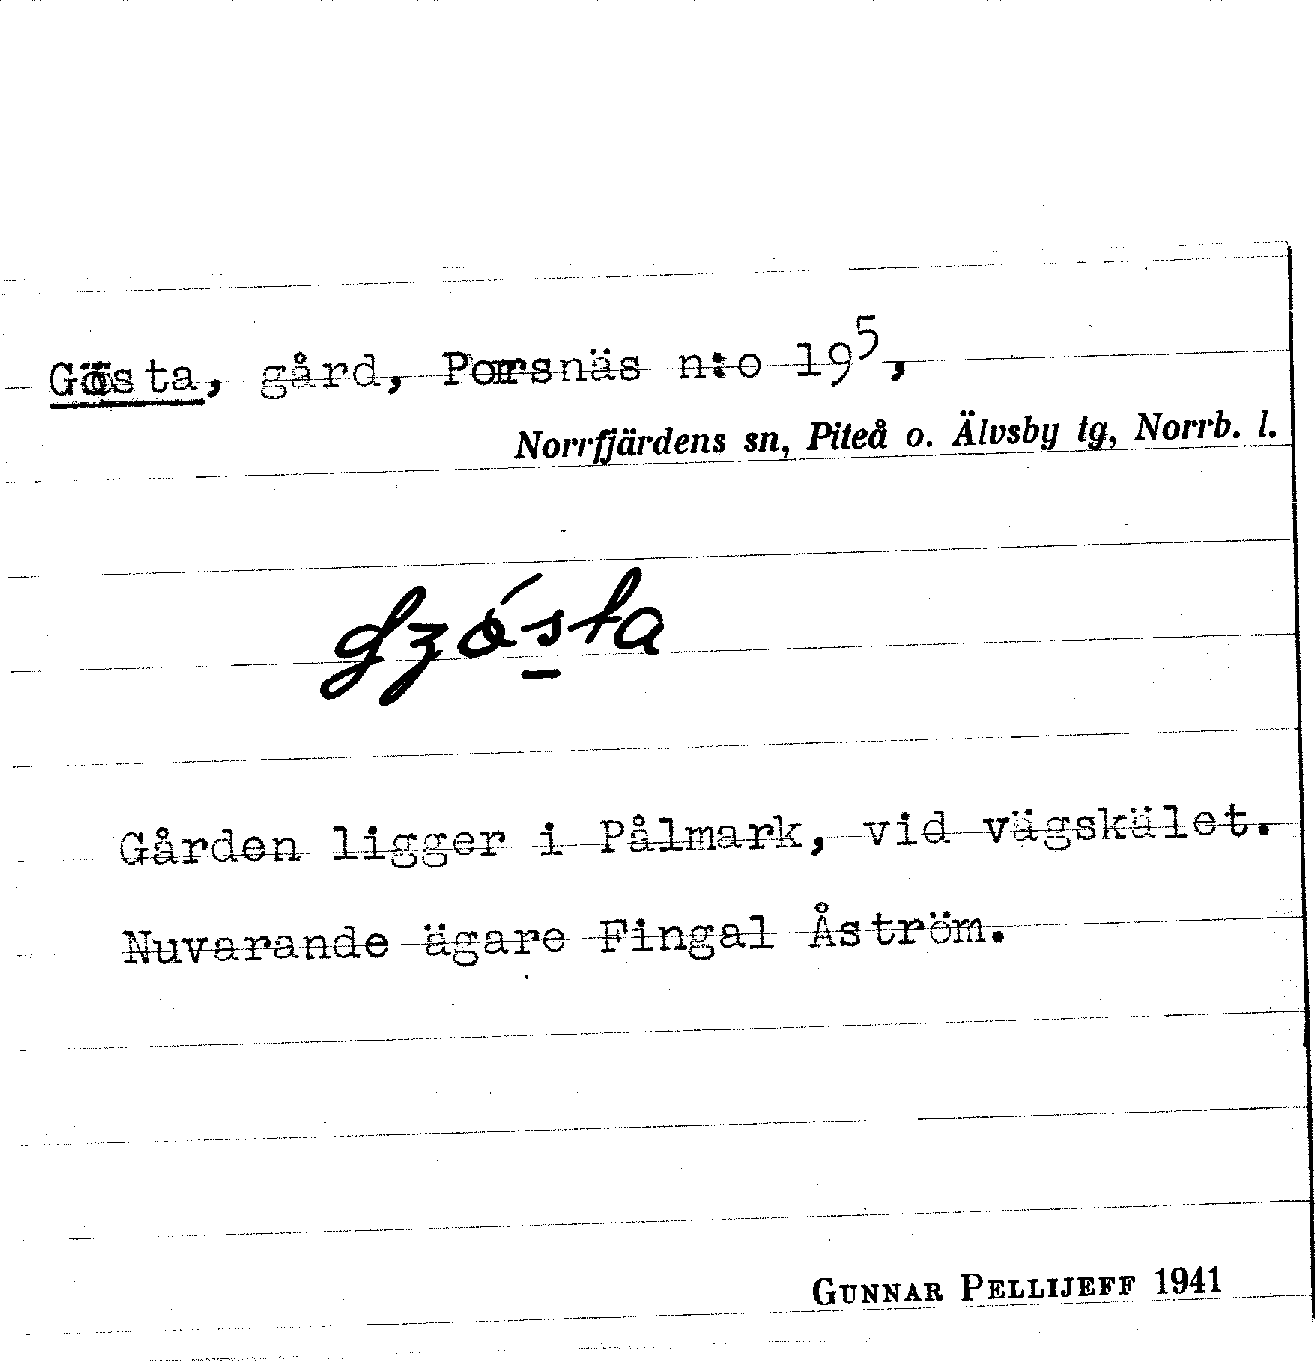 Gösta, gård, Porsnäs n:o 19⁵,
Norrfjärdens sn, Piteå o. Älvsby tg, Norrb. l.
Gården ligger i Pålmark, vid vägskälet.
Nuvarande ägare Fingal Åström.
GUNNAR PELLIJEFF 1941